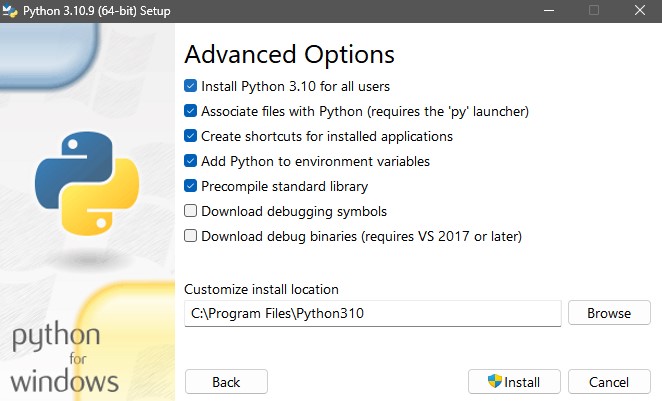 Python 3.10.9 (64-bit) Setup
Advanced Options
Install Python 3.10 for all users
Associate files with Python (requires the 'py' launcher)
Create shortcuts for installed applications
Add Python to environment variables
Precompile standard library
Download debugging symbols
Download debug binaries (requires VS 2017 or later)
Customize install location
C:\Program Files\Python310
Browse
python
for
windows
Back
Install
Cancel